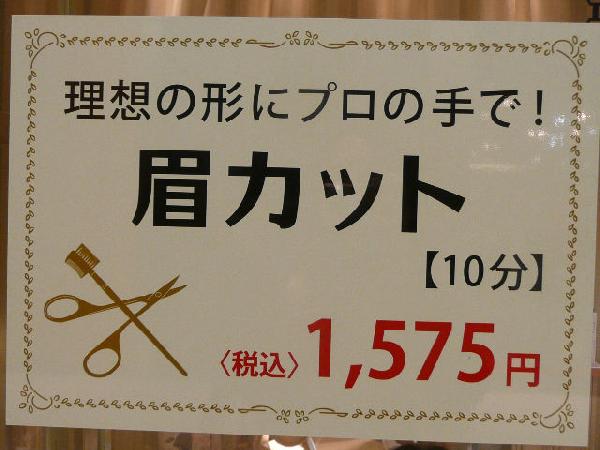 理想の形にプロの手で！
眉カット
【10分】
〈税込〉1,575円